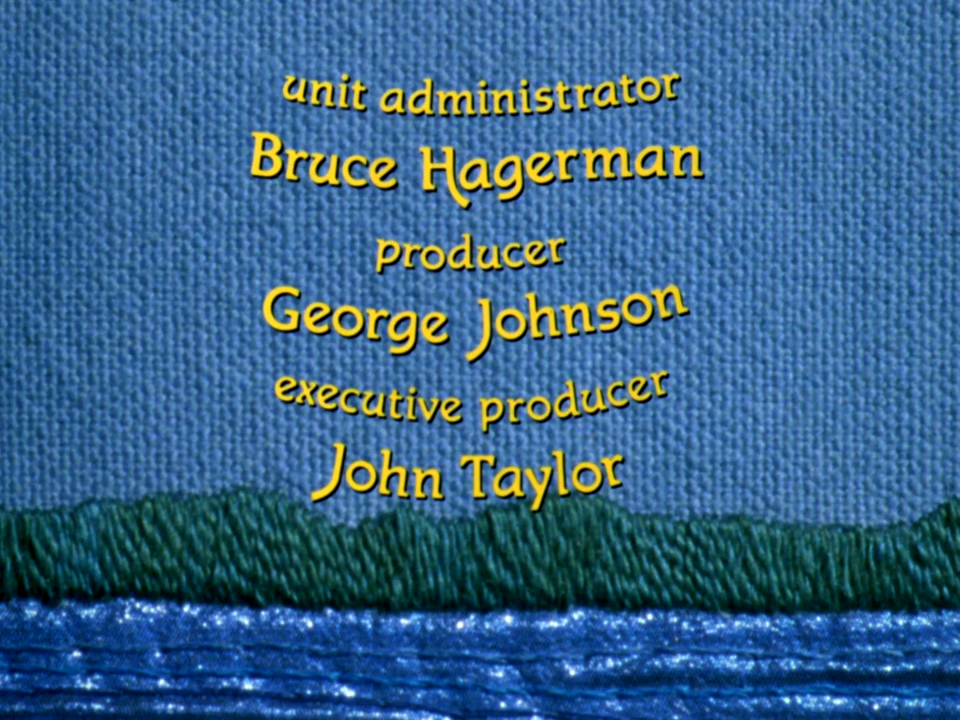 unit administrator
Bruce Hagerman
producer
George Johnson
executive producer
John Taylor